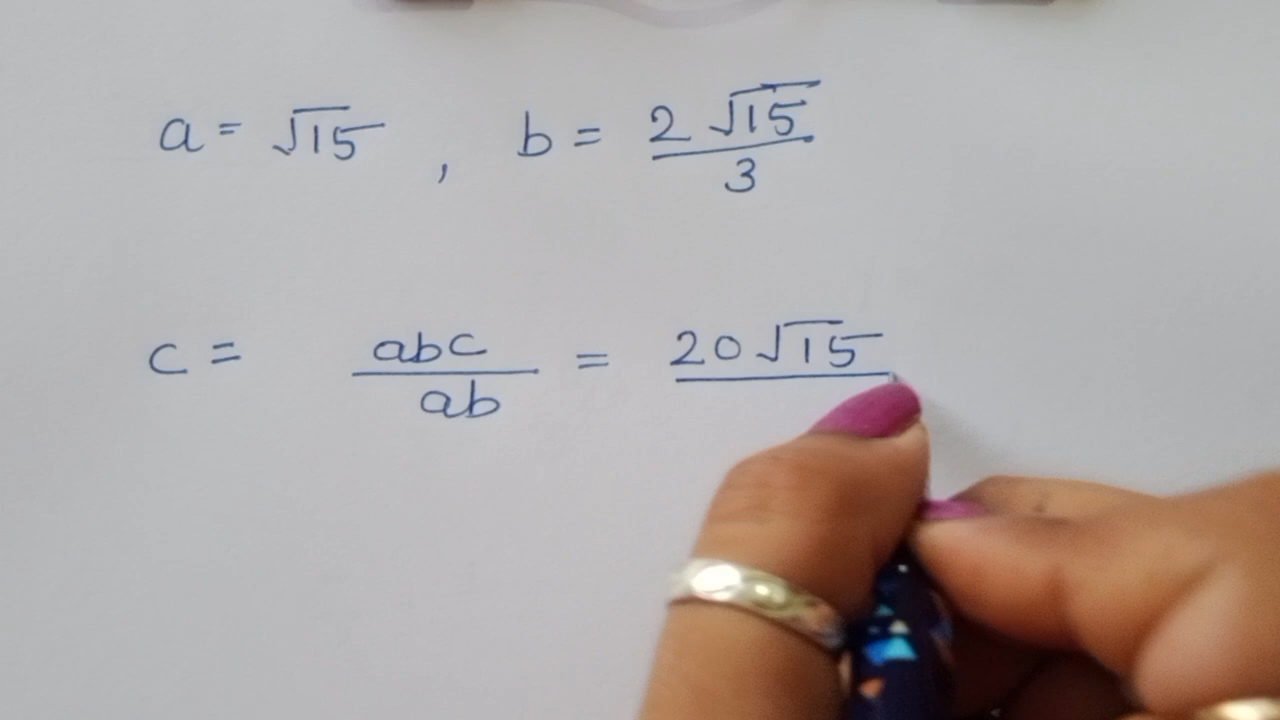 a = √15 , b = 2√15/3
c = abc/ab = 20√15